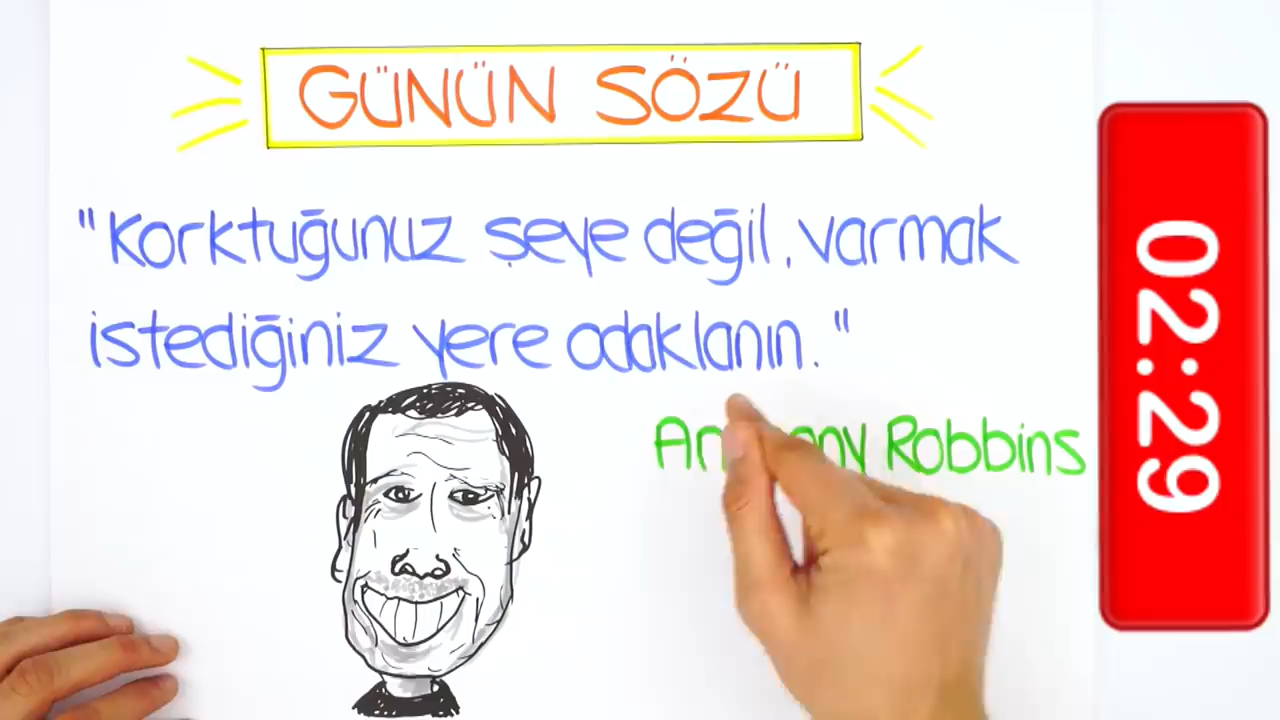 GÜNÜN SÖZÜ
"Korktuğunuz şeye değil, varmak
istediğiniz yere odaklanın."
Robbins
02:29